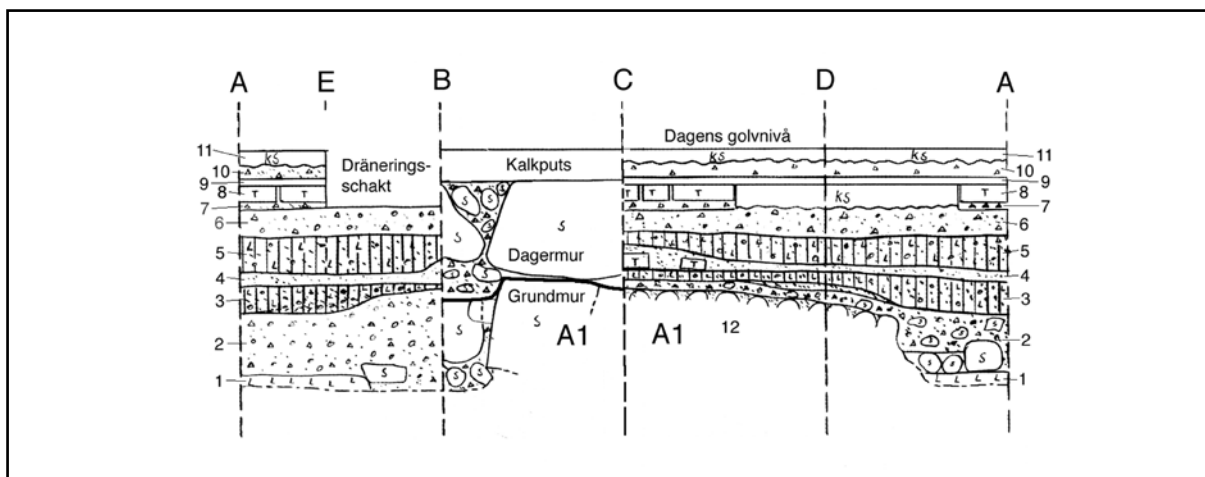 A E B C D A
Dagens golvnivå
11 KS Dränerings- Kalkputs KS KS 11
10 schakt 10
9 9
8 T T T T T T 8
7 KS 7
6 S S S 6
5 S S 5
4 Dagermur T T 4
3 S Grundmur 3
2 S S A1 A1 12 S S 2
S S S S S S
1 L L L L L S S L L L L 1